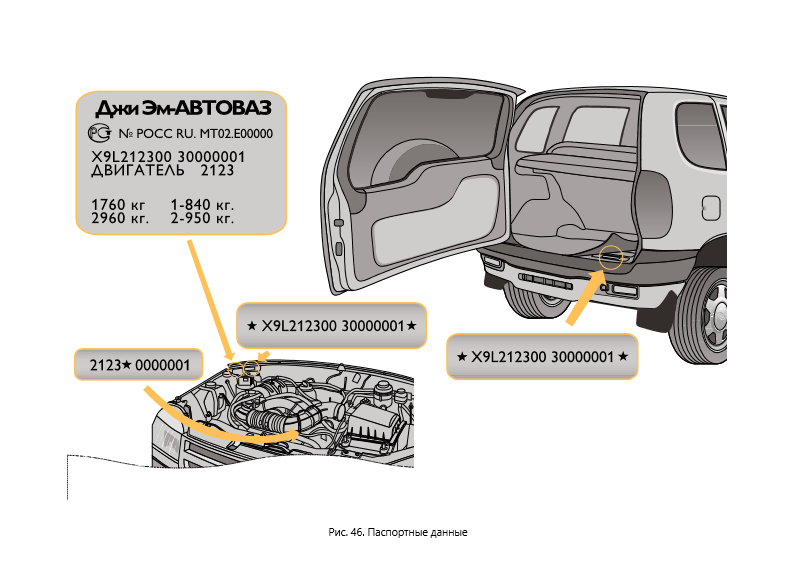 Джи Эм-АВТОВАЗ
РСТ № РОСС RU. МТ02.Е00000
X9L212300 30000001
ДВИГАТЕЛЬ 2123
1760 кг 1-840 кг.
2960 кг. 2-950 кг.
★ X9L212300 30000001★
2123★ 0000001
★ X9L212300 30000001 ★
Рис. 46. Паспортные данные